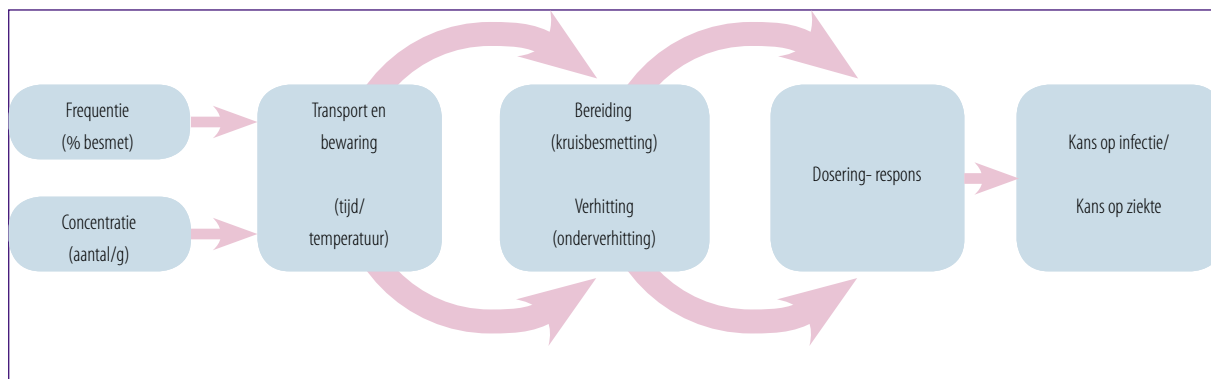 Frequentie
(% besmet)
Concentratie
(aantal/g)
Transport en
bewaring
(tijd/
temperatuur)
Bereiding
(kruisbesmetting)
Verhitting
(onderverhitting)
Dosering- respons
Kans op infectie/
Kans op ziekte